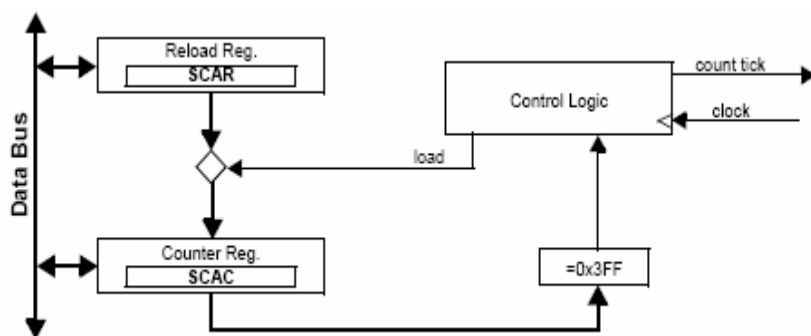 Data Bus
Reload Reg.
SCAR
Control Logic
count tick
clock
load
Counter Reg.
SCAC
=0x3FF